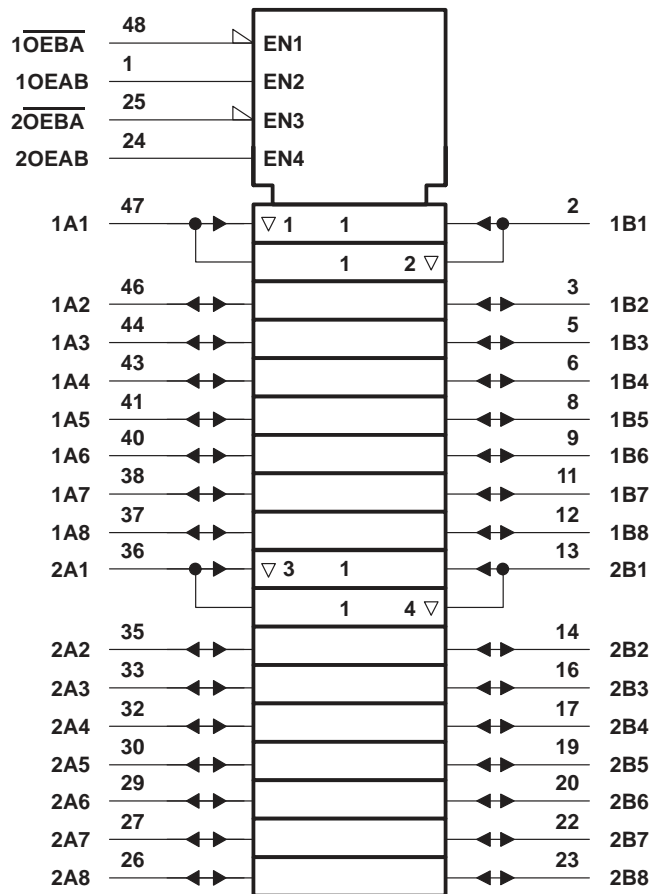 1OEBA 48 EN1
1OEAB 1 EN2
2OEBA 25 EN3
2OEAB 24 EN4
1A1 47 ▽ 1 1 2 1B1
1 2 ▽
1A2 46 3 1B2
1A3 44 5 1B3
1A4 43 6 1B4
1A5 41 8 1B5
1A6 40 9 1B6
1A7 38 11 1B7
1A8 37 12 1B8
2A1 36 ▽ 3 1 13 2B1
1 4 ▽
2A2 35 14 2B2
2A3 33 16 2B3
2A4 32 17 2B4
2A5 30 19 2B5
2A6 29 20 2B6
2A7 27 22 2B7
2A8 26 23 2B8